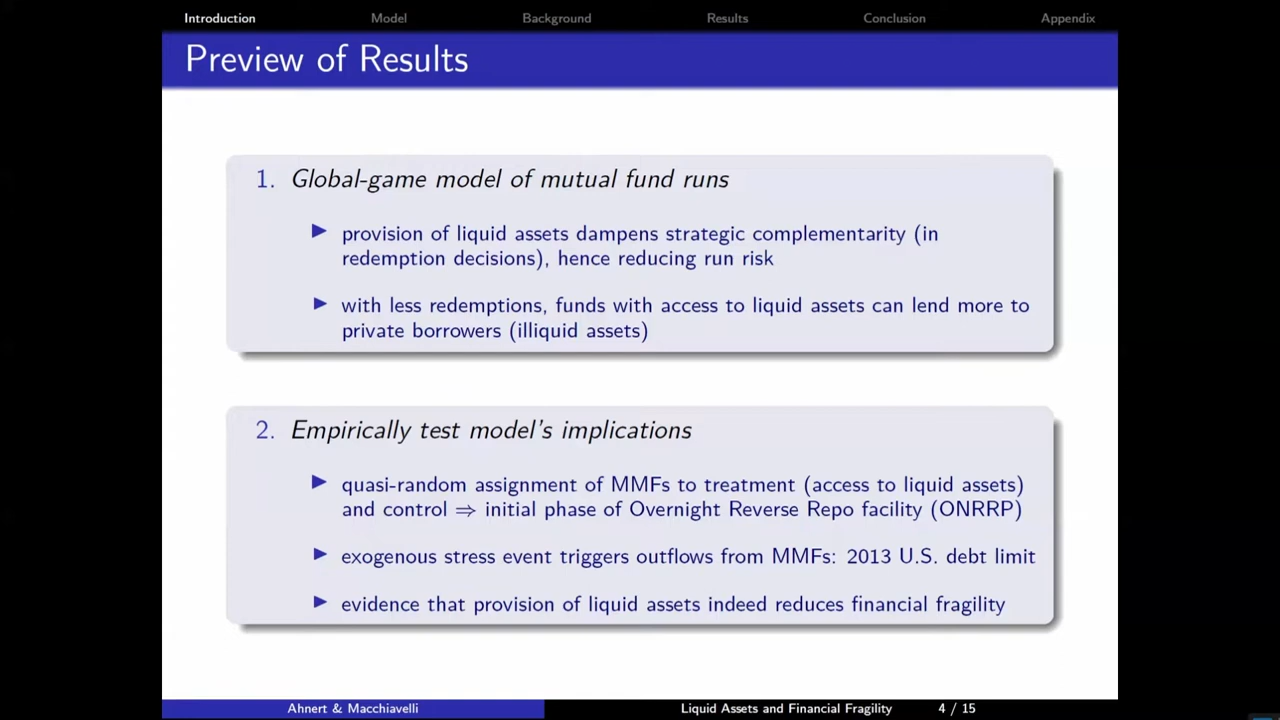 Introduction Model Background Results Conclusion Appendix
Preview of Results
1. Global-game model of mutual fund runs
▶ provision of liquid assets dampens strategic complementarity (in
redemption decisions), hence reducing run risk
▶ with less redemptions, funds with access to liquid assets can lend more to
private borrowers (illiquid assets)
2. Empirically test model's implications
▶ quasi-random assignment of MMFs to treatment (access to liquid assets)
and control ⇒ initial phase of Overnight Reverse Repo facility (ONRRP)
▶ exogenous stress event triggers outflows from MMFs: 2013 U.S. debt limit
▶ evidence that provision of liquid assets indeed reduces financial fragility
Ahnert & Macchiavelli Liquid Assets and Financial Fragility 4 / 15